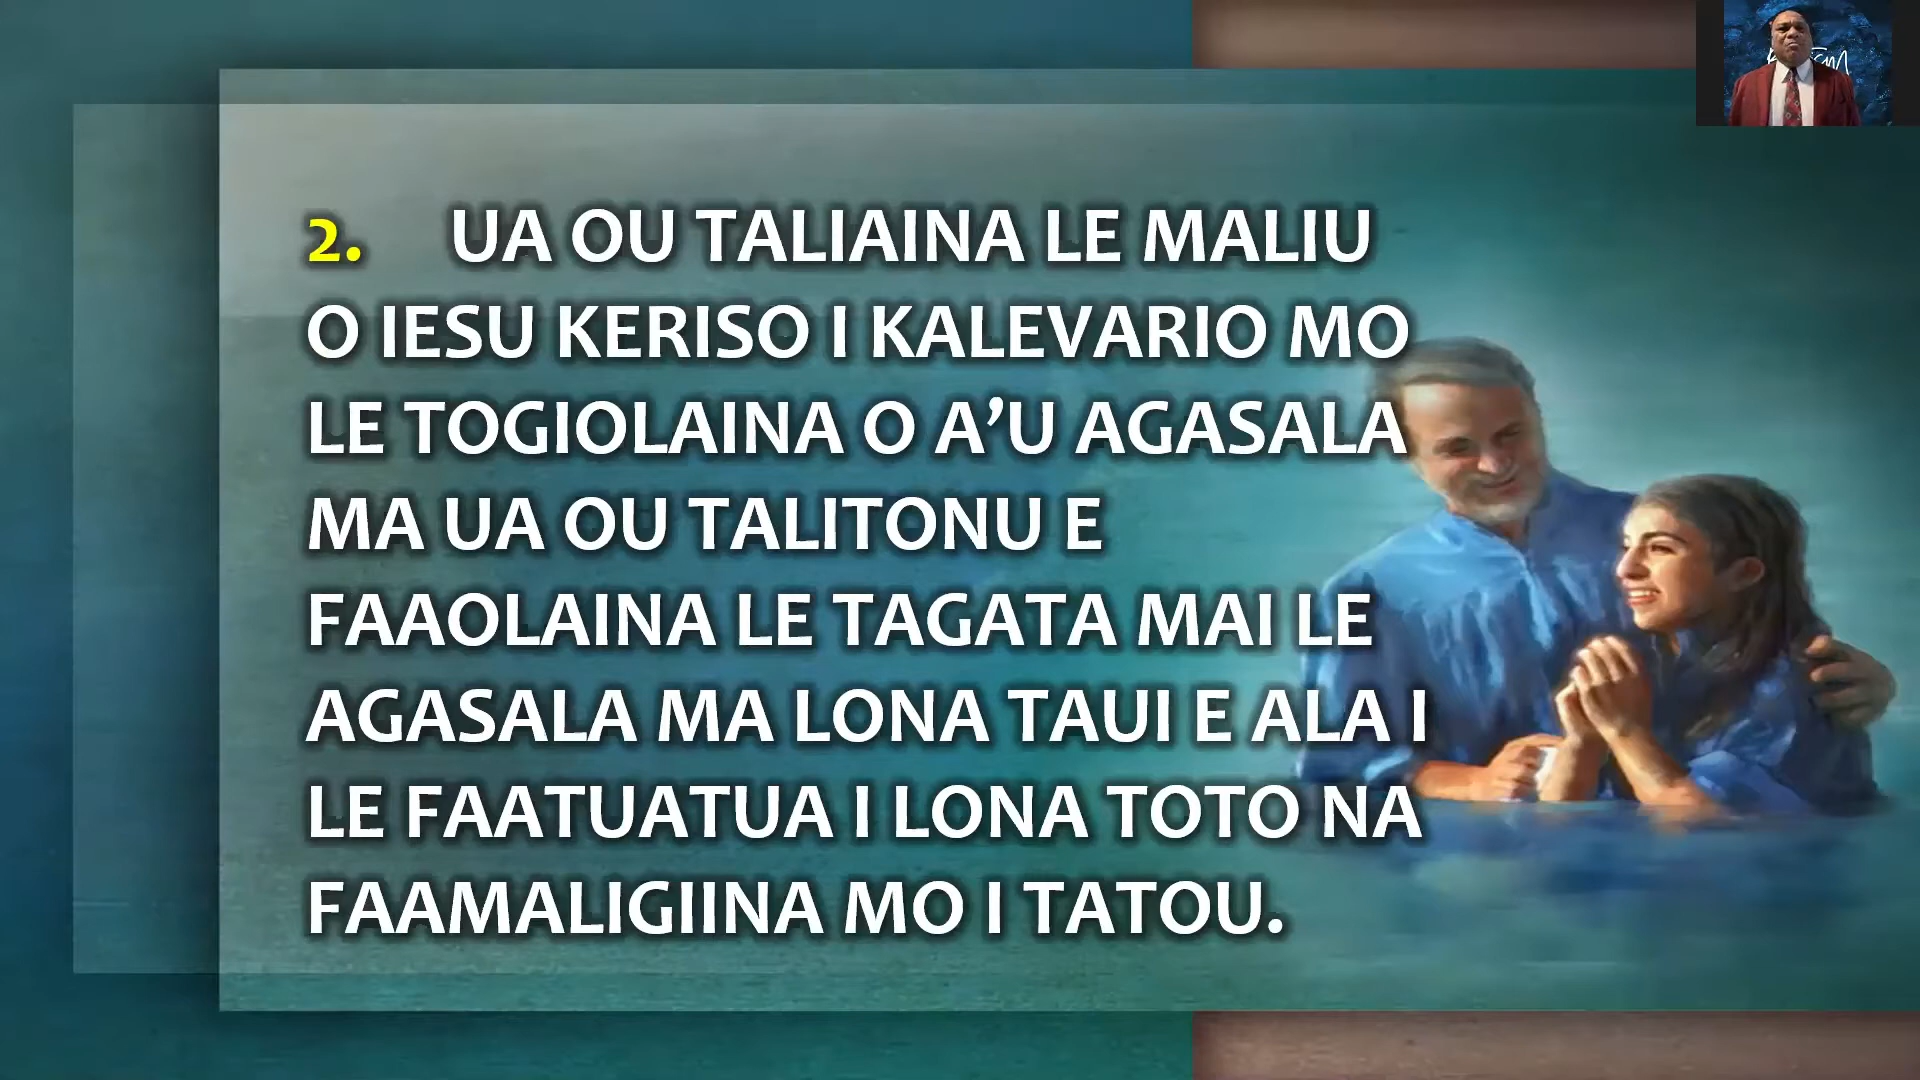 2. UA OU TALIAINA LE MALIU
O IESU KERISO I KALEVARIO MO
LE TOGIOLAINA O A’U AGASALA
MA UA OU TALITONU E
FAAOLAINA LE TAGATA MAI LE
AGASALA MA LONA TAUI E ALA I
LE FAATUATUA I LONA TOTO NA
FAAMALIGIINA MO I TATOU.